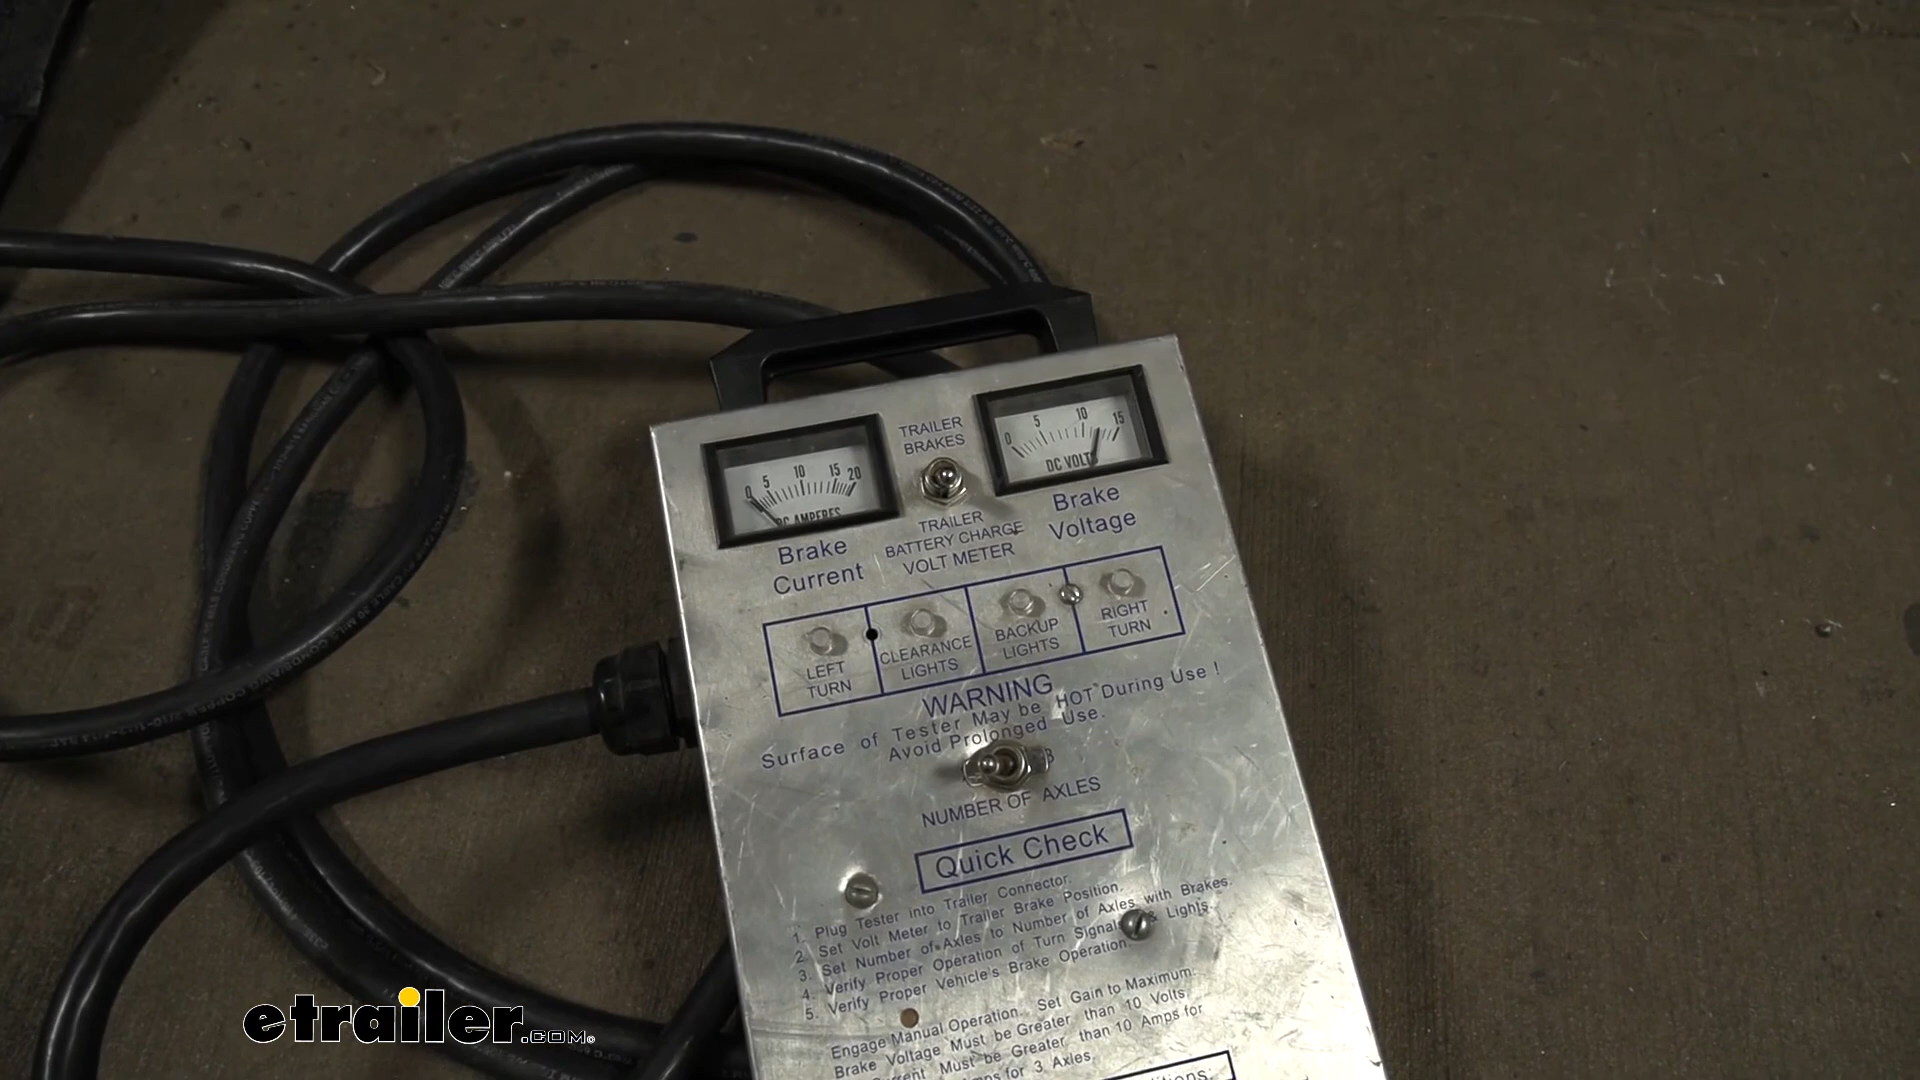 TRAILER
BRAKES
0 5 10 15
DC VOLTS
0 5 10 15 20
DC AMPERES
TRAILER
BATTERY CHARGE
VOLT METER
Brake
Current
Brake
Voltage
LEFT
TURN
CLEARANCE
LIGHTS
BACKUP
LIGHTS
RIGHT
TURN
WARNING
Surface of Tester May be HOT During Use !
Avoid Prolonged Use.
3
NUMBER OF AXLES
Quick Check
1. Plug Tester into Trailer Connector.
2. Set Volt Meter to Trailer Brake Position.
3. Set Number of Axles to Number of Axles with Brakes.
4. Verify Proper Operation of Turn Signals & Lights.
5. Verify Proper Vehicle's Brake Operation.
Engage Manual Operation. Set Gain to Maximum.
Brake Voltage Must be Greater than 10 Volts
Must be Greater than 10 Amps for
for 3 Axles.
etrailer.com